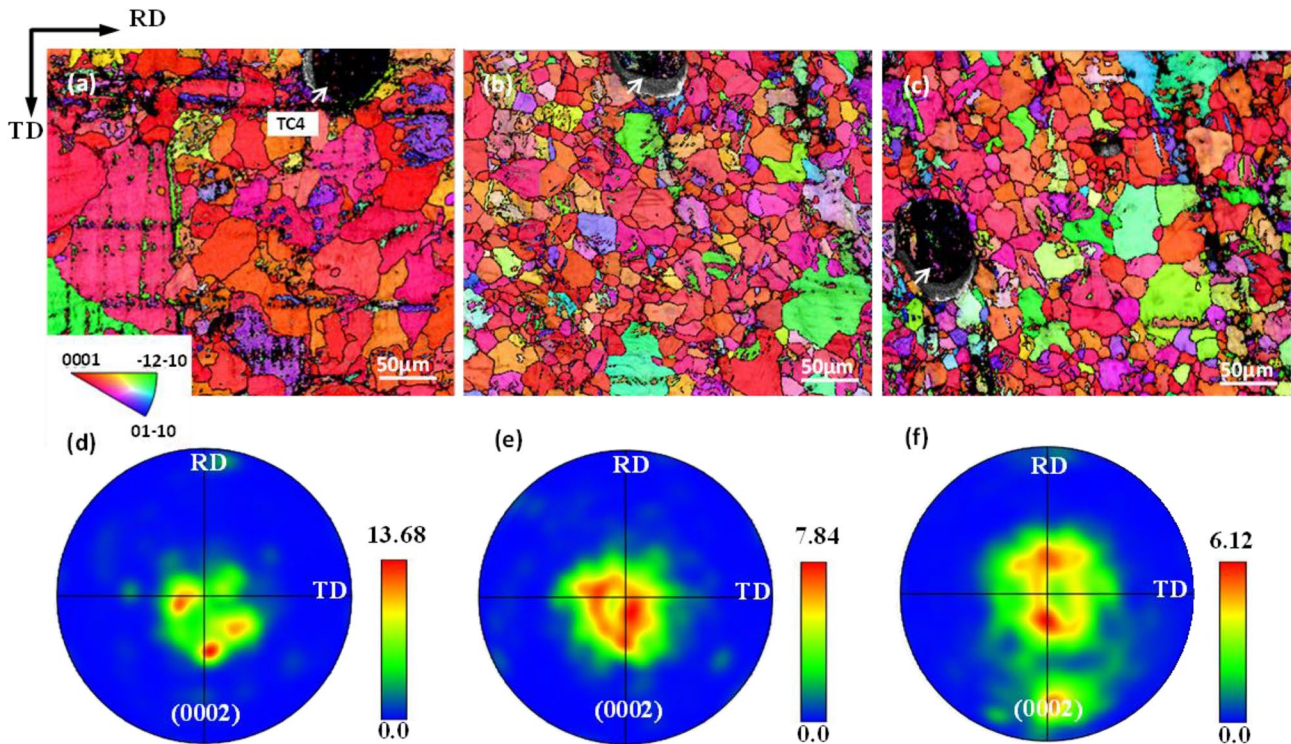 RD
TD
(a)
TC4
50µm
0001 -12-10
01-10
(b)
50µm
(c)
50µm
(d)
RD
TD
(0002)
13.68
0.0
(e)
RD
TD
(0002)
7.84
0.0
(f)
RD
TD
(0002)
6.12
0.0